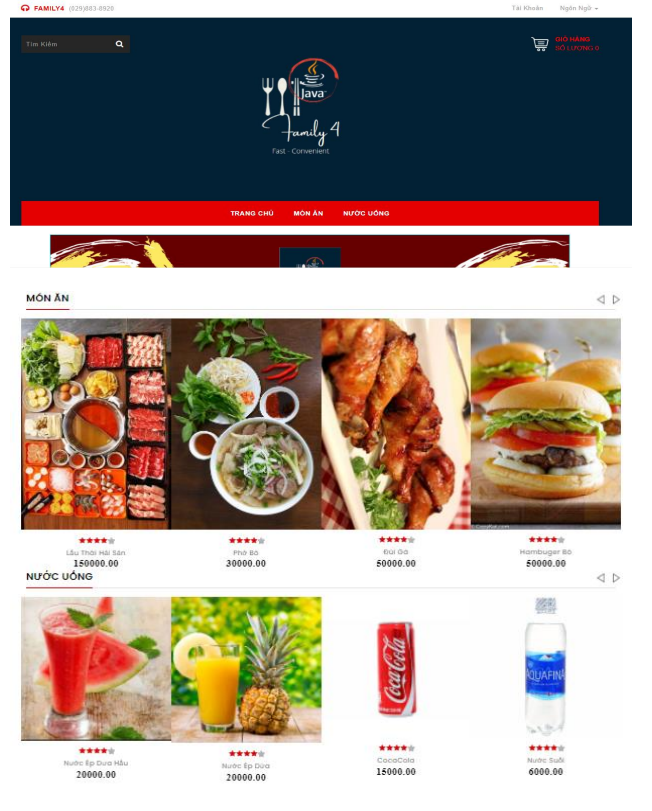 FAMILY4 (029)883-8920
Tài Khoản Ngôn Ngữ
Tìm Kiếm
GIỎ HÀNG
SỐ LƯỢNG 0
Java
Family 4
Fast - Convenient
TRANG CHỦ MÓN ĂN NƯỚC UỐNG
MÓN ĂN
Lẩu Thái Hải Sản Phở Bò Đùi Gà Hambuger Bò
150000.00 30000.00 50000.00 50000.00
NƯỚC UỐNG
Coca-Cola
AQUAFINA
Nước Ép Dưa Hấu Nước Ép Dứa CocaCola Nước Suối
20000.00 20000.00 15000.00 6000.00